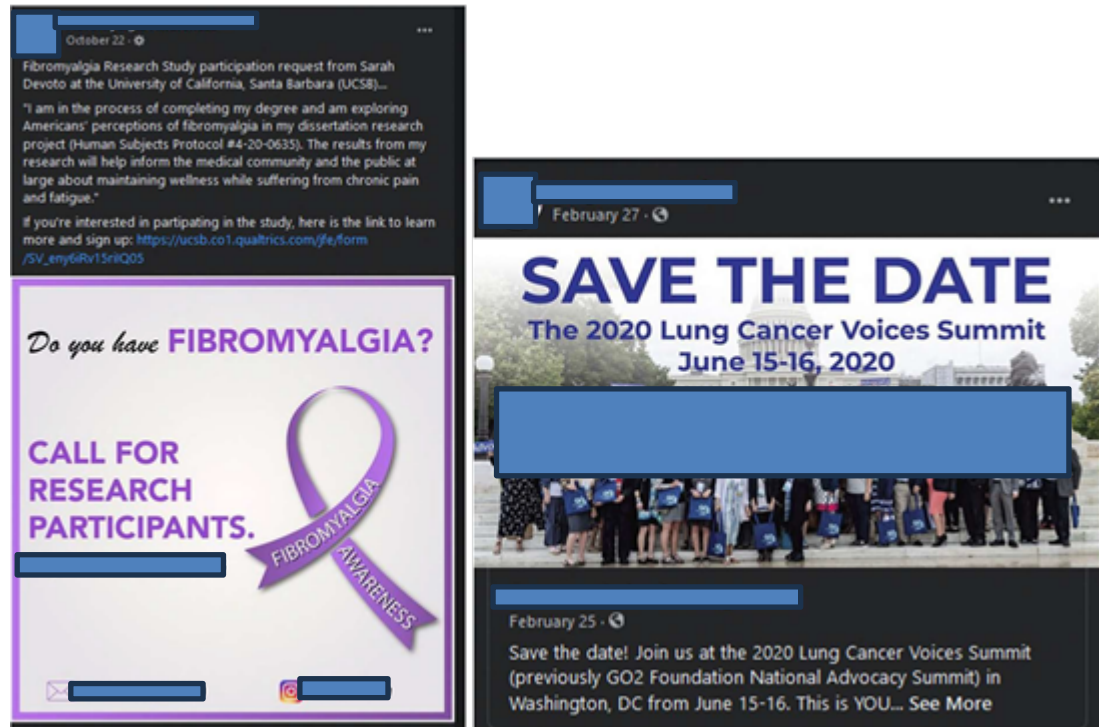 October 22 ·
Fibromyalgia Research Study participation request from Sarah
Devoto at the University of California, Santa Barbara (UCSB)...
"I am in the process of completing my degree and am exploring
Americans' perceptions of fibromyalgia in my dissertation research
project (Human Subjects Protocol #4-20-0635). The results from my
research will help inform the medical community and the public at
large about maintaining wellness while suffering from chronic pain
and fatigue."
If you're interested in partipating in the study, here is the link to learn
more and sign up: https://ucsb.co1.qualtrics.com/jfe/form
Do you have FIBROMYALGIA?
CALL FOR
RESEARCH
PARTICIPANTS.
FIBROMYALGIA
AWARENESS
February 27 ·
SAVE THE DATE
The 2020 Lung Cancer Voices Summit
June 15-16, 2020
February 25 ·
Save the date! Join us at the 2020 Lung Cancer Voices Summit
(previously GO2 Foundation National Advocacy Summit) in
Washington, DC from June 15-16. This is YOU... See More